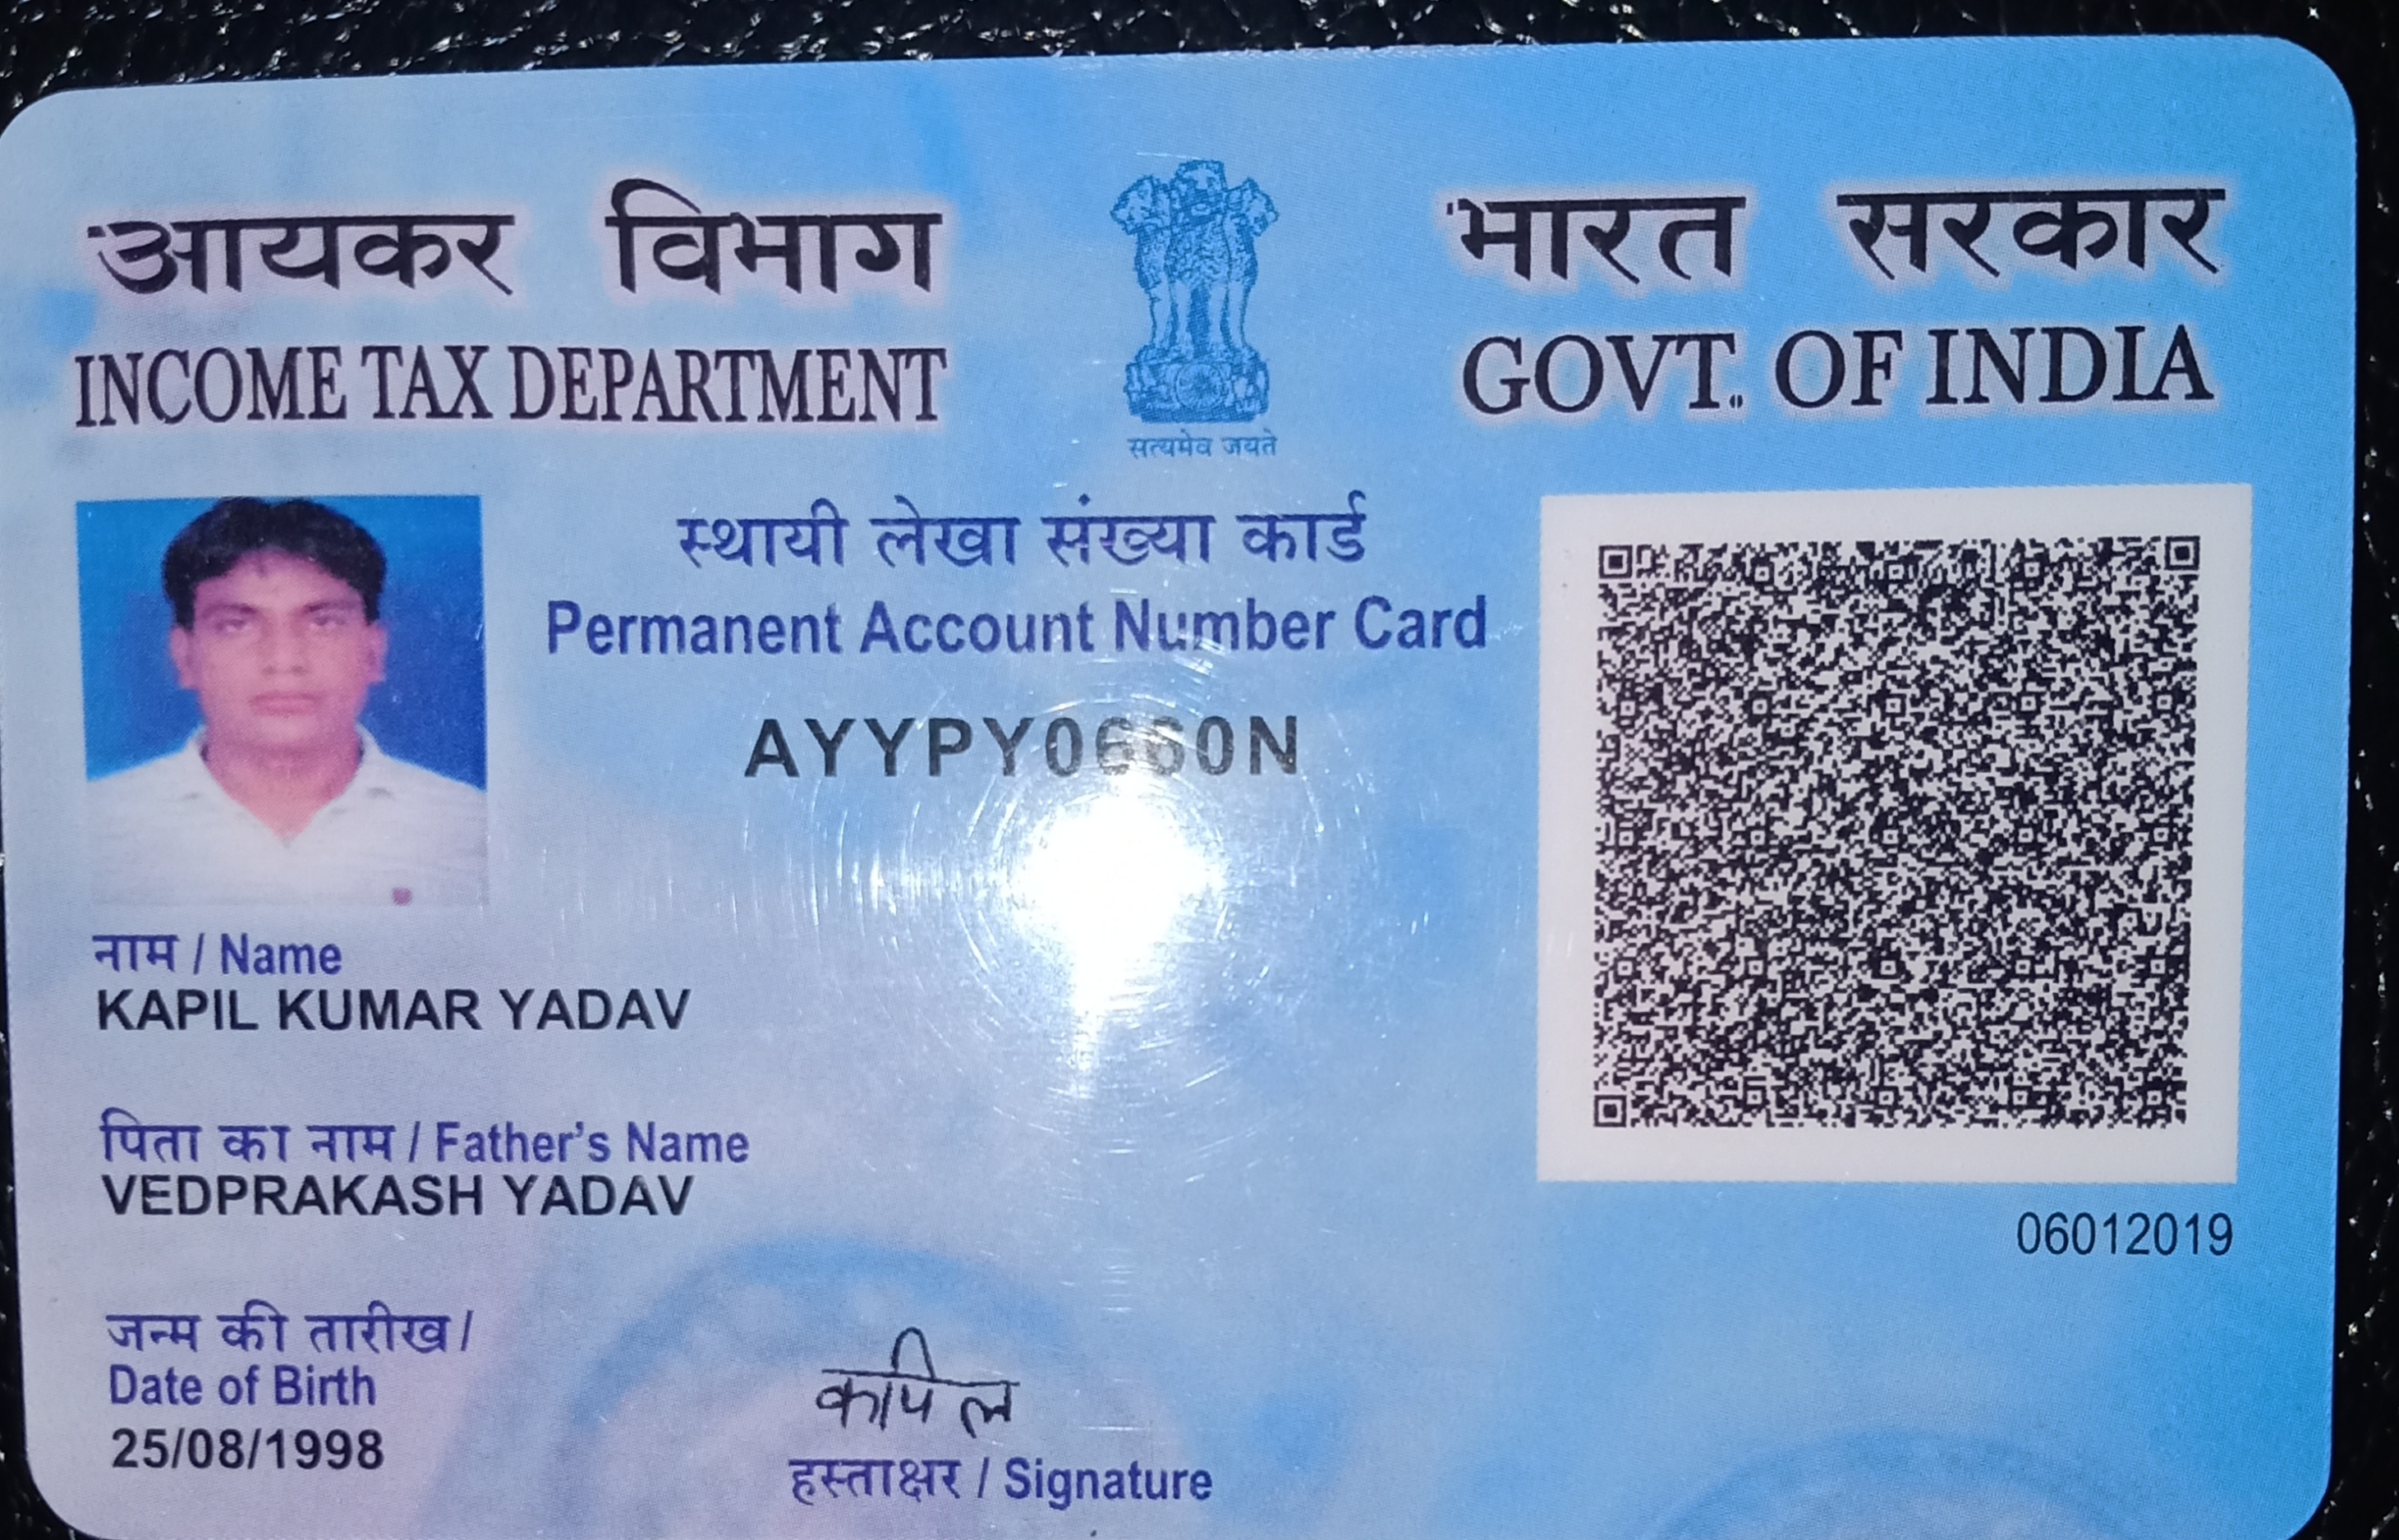 आयकर विभाग
INCOME TAX DEPARTMENT
सत्यमेव जयते
भारत सरकार
GOVT. OF INDIA
स्थायी लेखा संख्या कार्ड
Permanent Account Number Card
AYYPY0660N
नाम / Name
KAPIL KUMAR YADAV
पिता का नाम / Father's Name
VEDPRAKASH YADAV
06012019
जन्म की तारीख /
Date of Birth
25/08/1998
कपिल
हस्ताक्षर / Signature